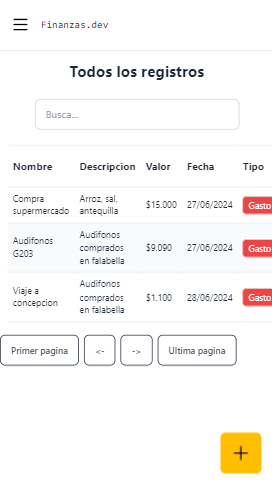 Finanzas.dev
Todos los registros
Busca...
Nombre Descripcion Valor Fecha Tipo
Compra supermercado Arroz, sal, antequilla $15.000 27/06/2024 Gasto
Audifonos G203 Audifonos comprados en falabella $9.090 27/06/2024 Gasto
Viaje a concepcion Audifonos comprados en falabella $1.100 28/06/2024 Gasto
Primer pagina <- -> Ultima pagina
+